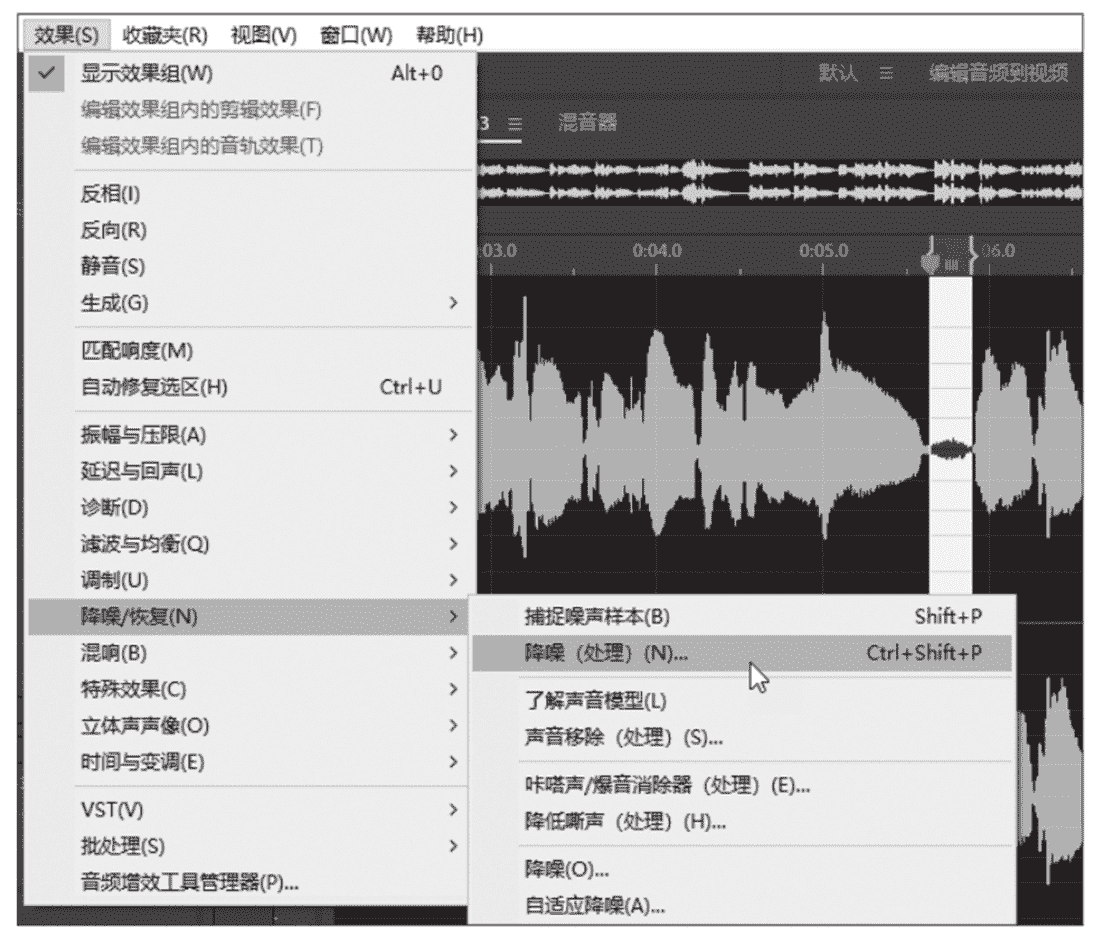 效果(S) 收藏夹(R) 视图(V) 窗口(W) 帮助(H)
显示效果组(W) Alt+0
编辑效果组内的剪辑效果(F)
编辑效果组内的音轨效果(T)
反相(I)
反向(R)
静音(S)
生成(G)
匹配响度(M)
自动修复选区(H) Ctrl+U
振幅与压限(A)
延迟与回声(L)
诊断(D)
滤波与均衡(Q)
调制(U)
降噪/恢复(N)
混响(B)
特殊效果(C)
立体声声像(O)
时间与变调(E)
VST(V)
批处理(S)
音频增效工具管理器(P)...
默认 编辑音频到视频
3 混音器
:03.0 0:04.0 0:05.0 06.0
捕捉噪声样本(B) Shift+P
降噪（处理）(N)... Ctrl+Shift+P
了解声音模型(L)
声音移除（处理）(S)...
咔嗒声/爆音消除器（处理）(E)...
降低嘶声（处理）(H)...
降噪(O)...
自适应降噪(A)...